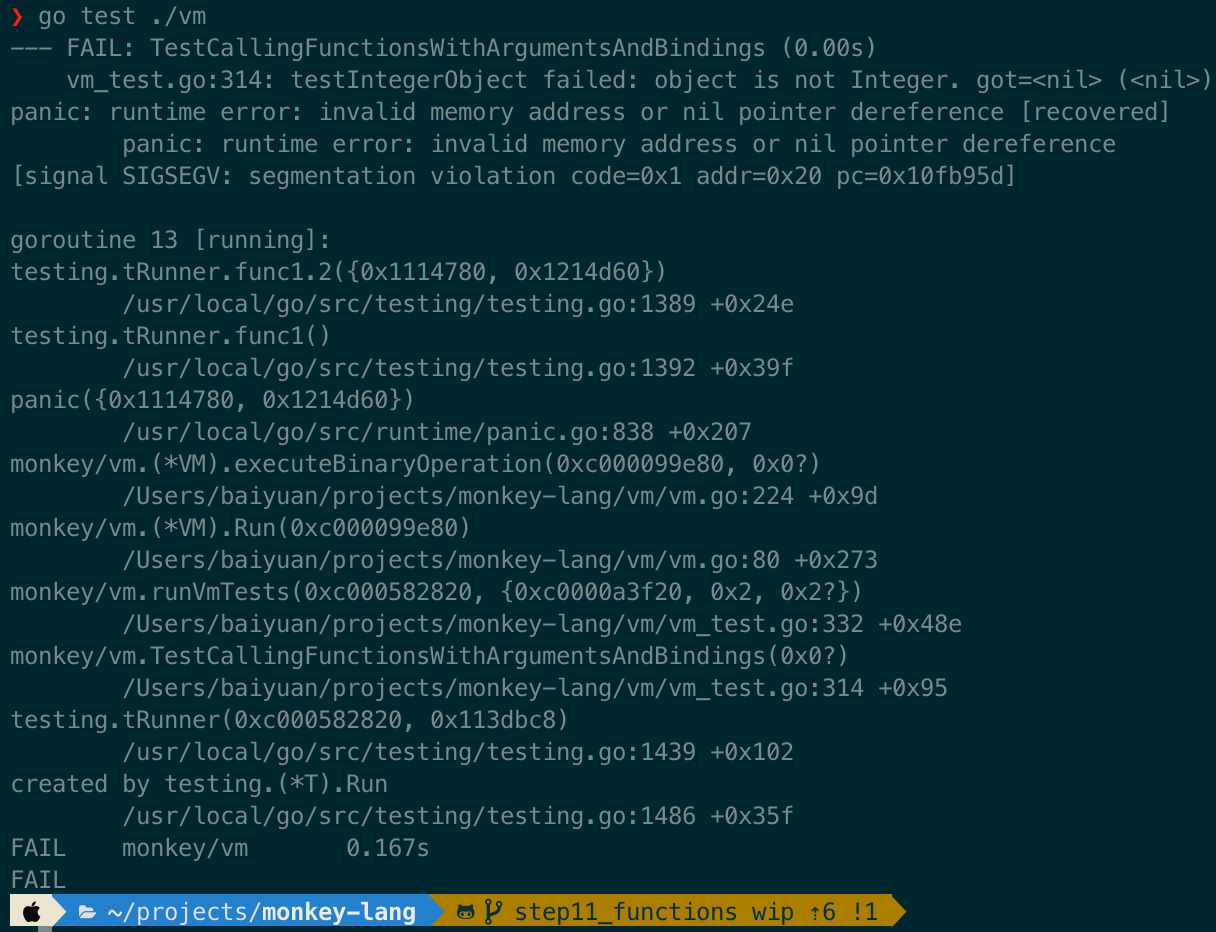 ❯ go test ./vm
--- FAIL: TestCallingFunctionsWithArgumentsAndBindings (0.00s)
    vm_test.go:314: testIntegerObject failed: object is not Integer. got=<nil> (<nil>)
panic: runtime error: invalid memory address or nil pointer dereference [recovered]
        panic: runtime error: invalid memory address or nil pointer dereference
[signal SIGSEGV: segmentation violation code=0x1 addr=0x20 pc=0x10fb95d]

goroutine 13 [running]:
testing.tRunner.func1.2({0x1114780, 0x1214d60})
        /usr/local/go/src/testing/testing.go:1389 +0x24e
testing.tRunner.func1()
        /usr/local/go/src/testing/testing.go:1392 +0x39f
panic({0x1114780, 0x1214d60})
        /usr/local/go/src/runtime/panic.go:838 +0x207
monkey/vm.(*VM).executeBinaryOperation(0xc000099e80, 0x0?)
        /Users/baiyuan/projects/monkey-lang/vm/vm.go:224 +0x9d
monkey/vm.(*VM).Run(0xc000099e80)
        /Users/baiyuan/projects/monkey-lang/vm/vm.go:80 +0x273
monkey/vm.runVmTests(0xc000582820, {0xc0000a3f20, 0x2, 0x2?})
        /Users/baiyuan/projects/monkey-lang/vm/vm_test.go:332 +0x48e
monkey/vm.TestCallingFunctionsWithArgumentsAndBindings(0x0?)
        /Users/baiyuan/projects/monkey-lang/vm/vm_test.go:314 +0x95
testing.tRunner(0xc000582820, 0x113dbc8)
        /usr/local/go/src/testing/testing.go:1439 +0x102
created by testing.(*T).Run
        /usr/local/go/src/testing/testing.go:1486 +0x35f
FAIL    monkey/vm       0.167s
FAIL
~/projects/monkey-lang step11_functions wip ⇡6 !1